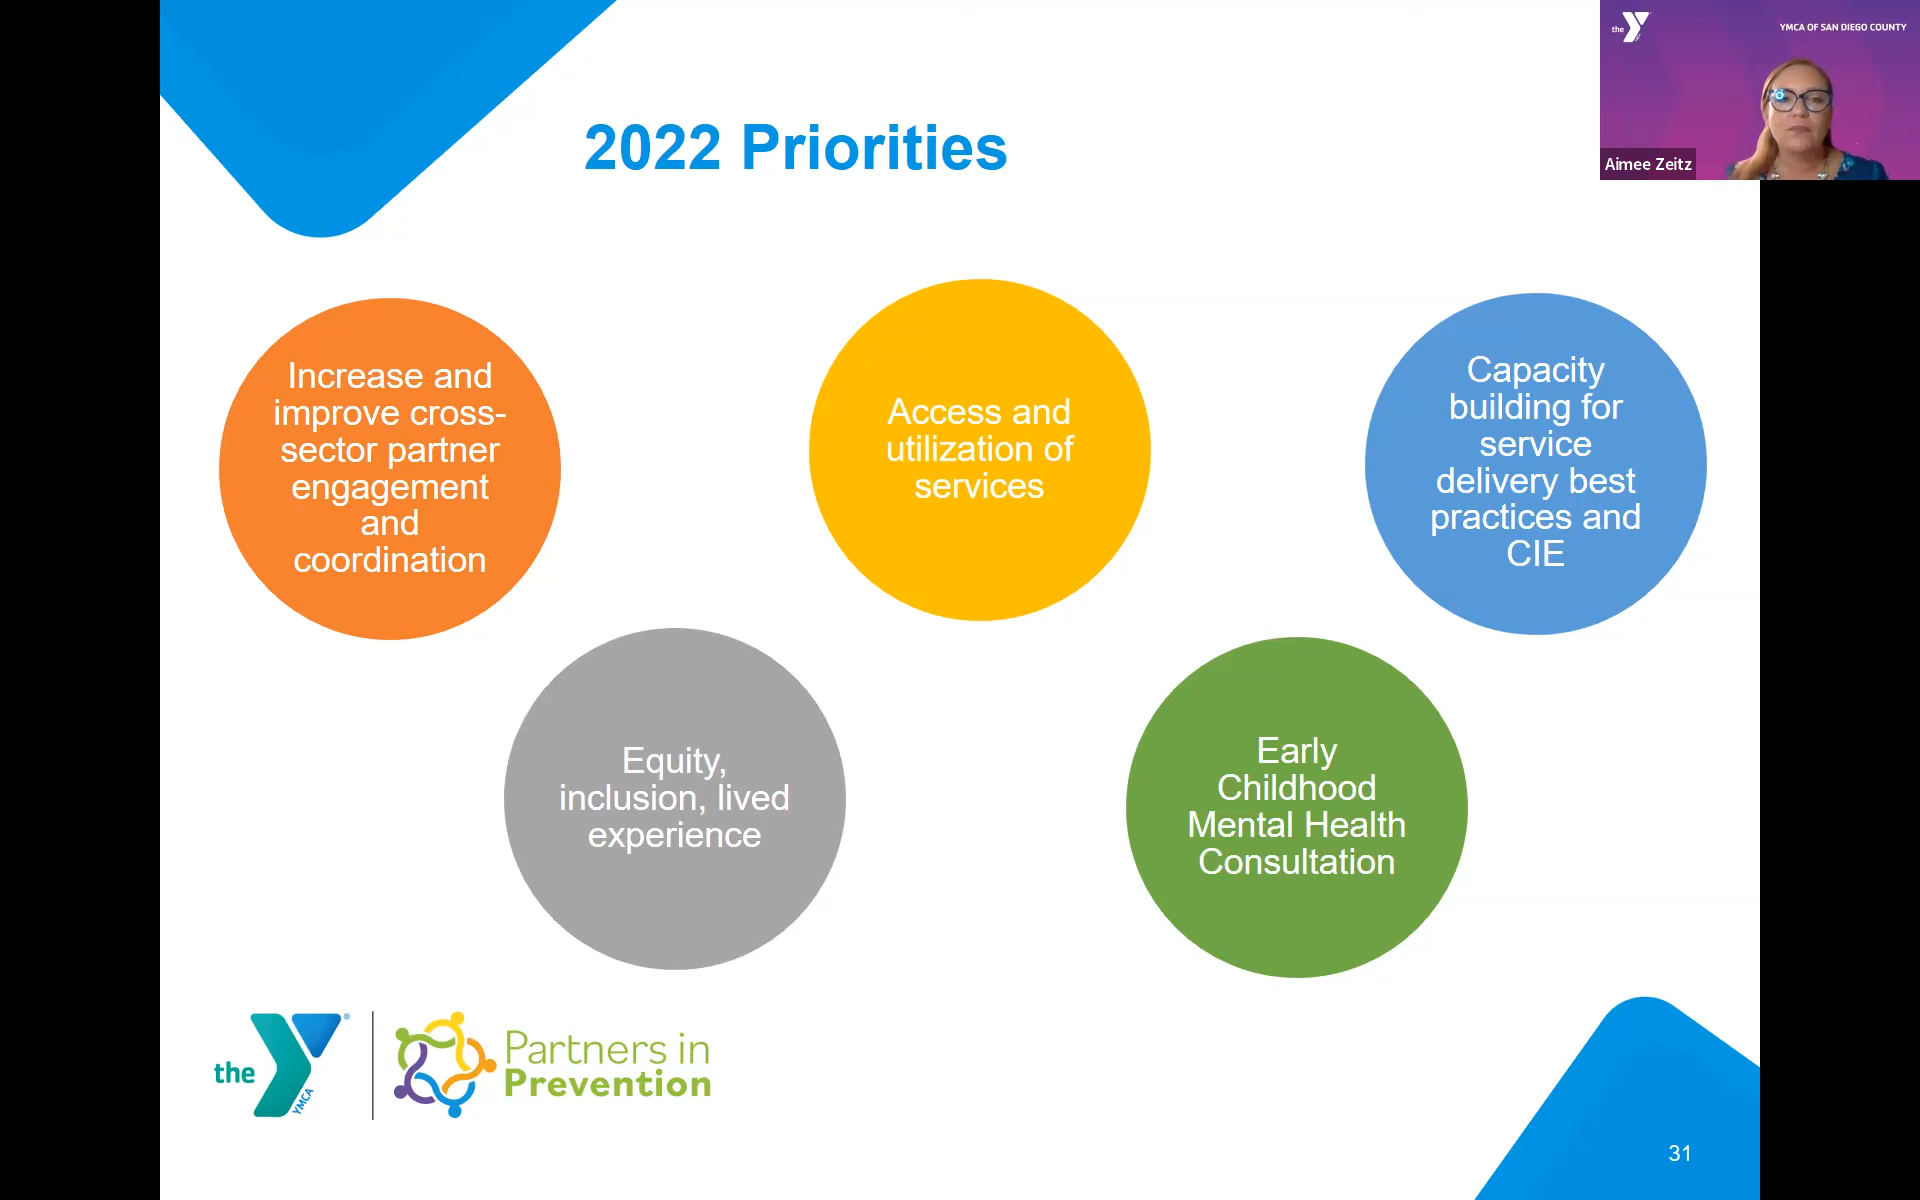 2022 Priorities
the
YMCA OF SAN DIEGO COUNTY
Aimee Zeitz
Increase and
improve cross-
sector partner
engagement
and
coordination
Access and
utilization of
services
Capacity
building for
service
delivery best
practices and
CIE
Equity,
inclusion, lived
experience
Early
Childhood
Mental Health
Consultation
the
YMCA
®
Partners in
Prevention
31